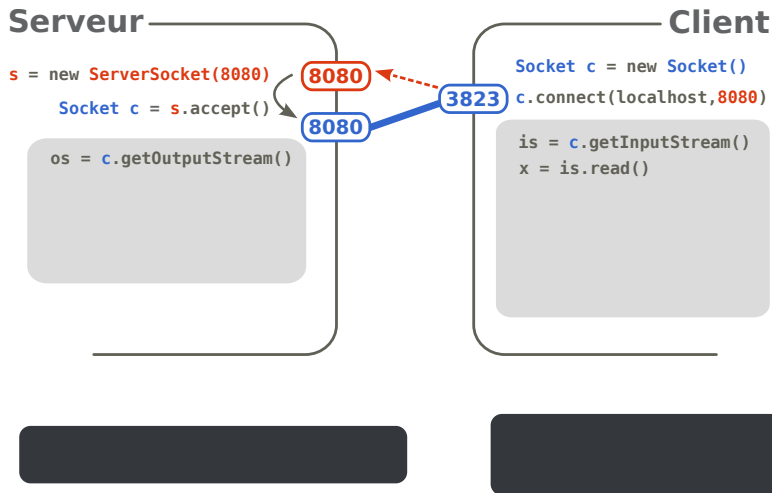 Serveur
s = new ServerSocket(8080)
Socket c = s.accept()
os = c.getOutputStream()
8080
8080
3823
Client
Socket c = new Socket()
c.connect(localhost,8080)
is = c.getInputStream()
x = is.read()